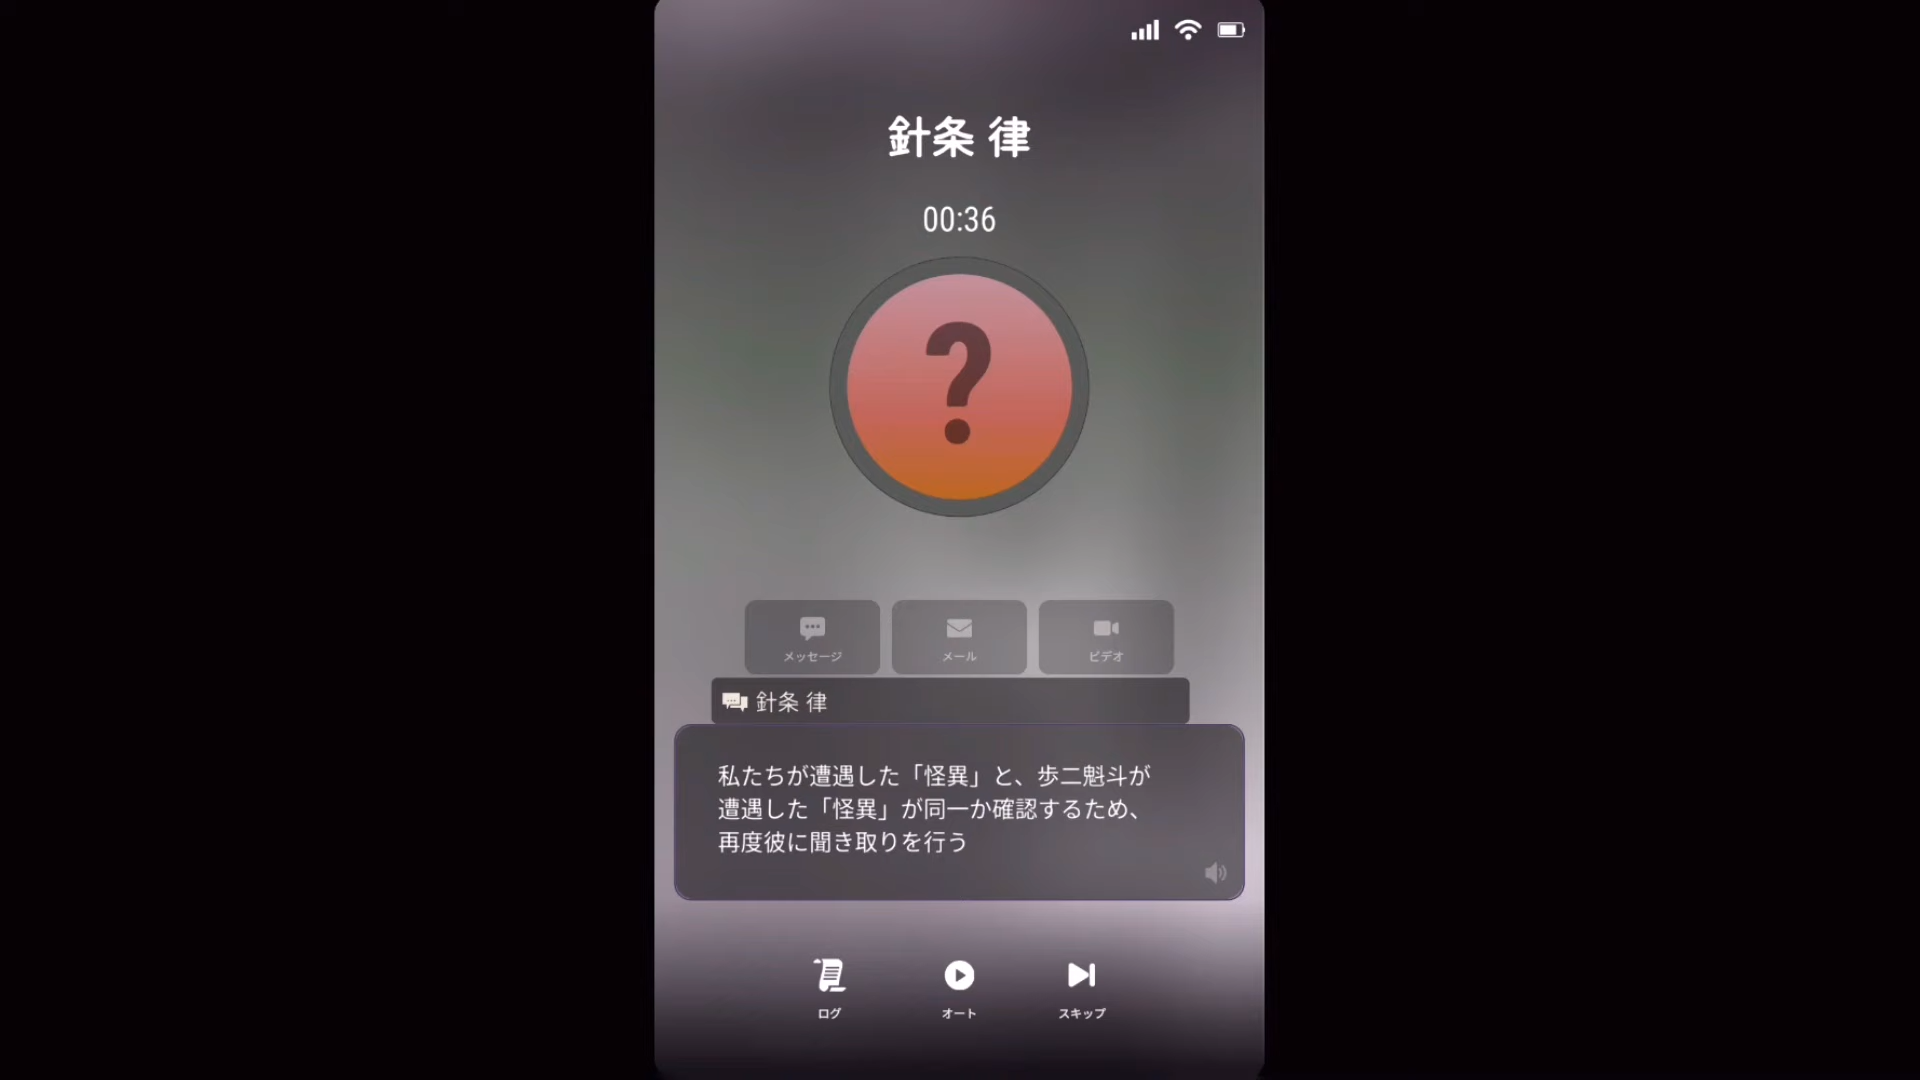 針条 律
00:36
?
メッセージ
メール
ビデオ
針条 律
私たちが遭遇した「怪異」と、歩二魁斗が
遭遇した「怪異」が同一か確認するため、
再度彼に聞き取りを行う
ログ
オート
スキップ